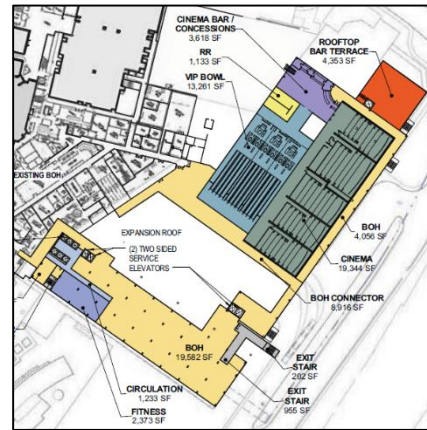 CINEMA BAR /
CONCESSIONS
3,618 SF
RR
1,133 SF
VIP BOWL
13,261 SF
ROOFTOP
BAR TERRACE
4,353 SF
EXISTING BOH
EXPANSION ROOF
(2) TWO SIDED
SERVICE
ELEVATORS
BOH
4,056 SF
CINEMA
19,344 SF
BOH CONNECTOR
8,916 SF
BOH
19,582 SF
EXIT
STAIR
202 SF
EXIT
STAIR
955 SF
CIRCULATION
1,233 SF
FITNESS
2,373 SF